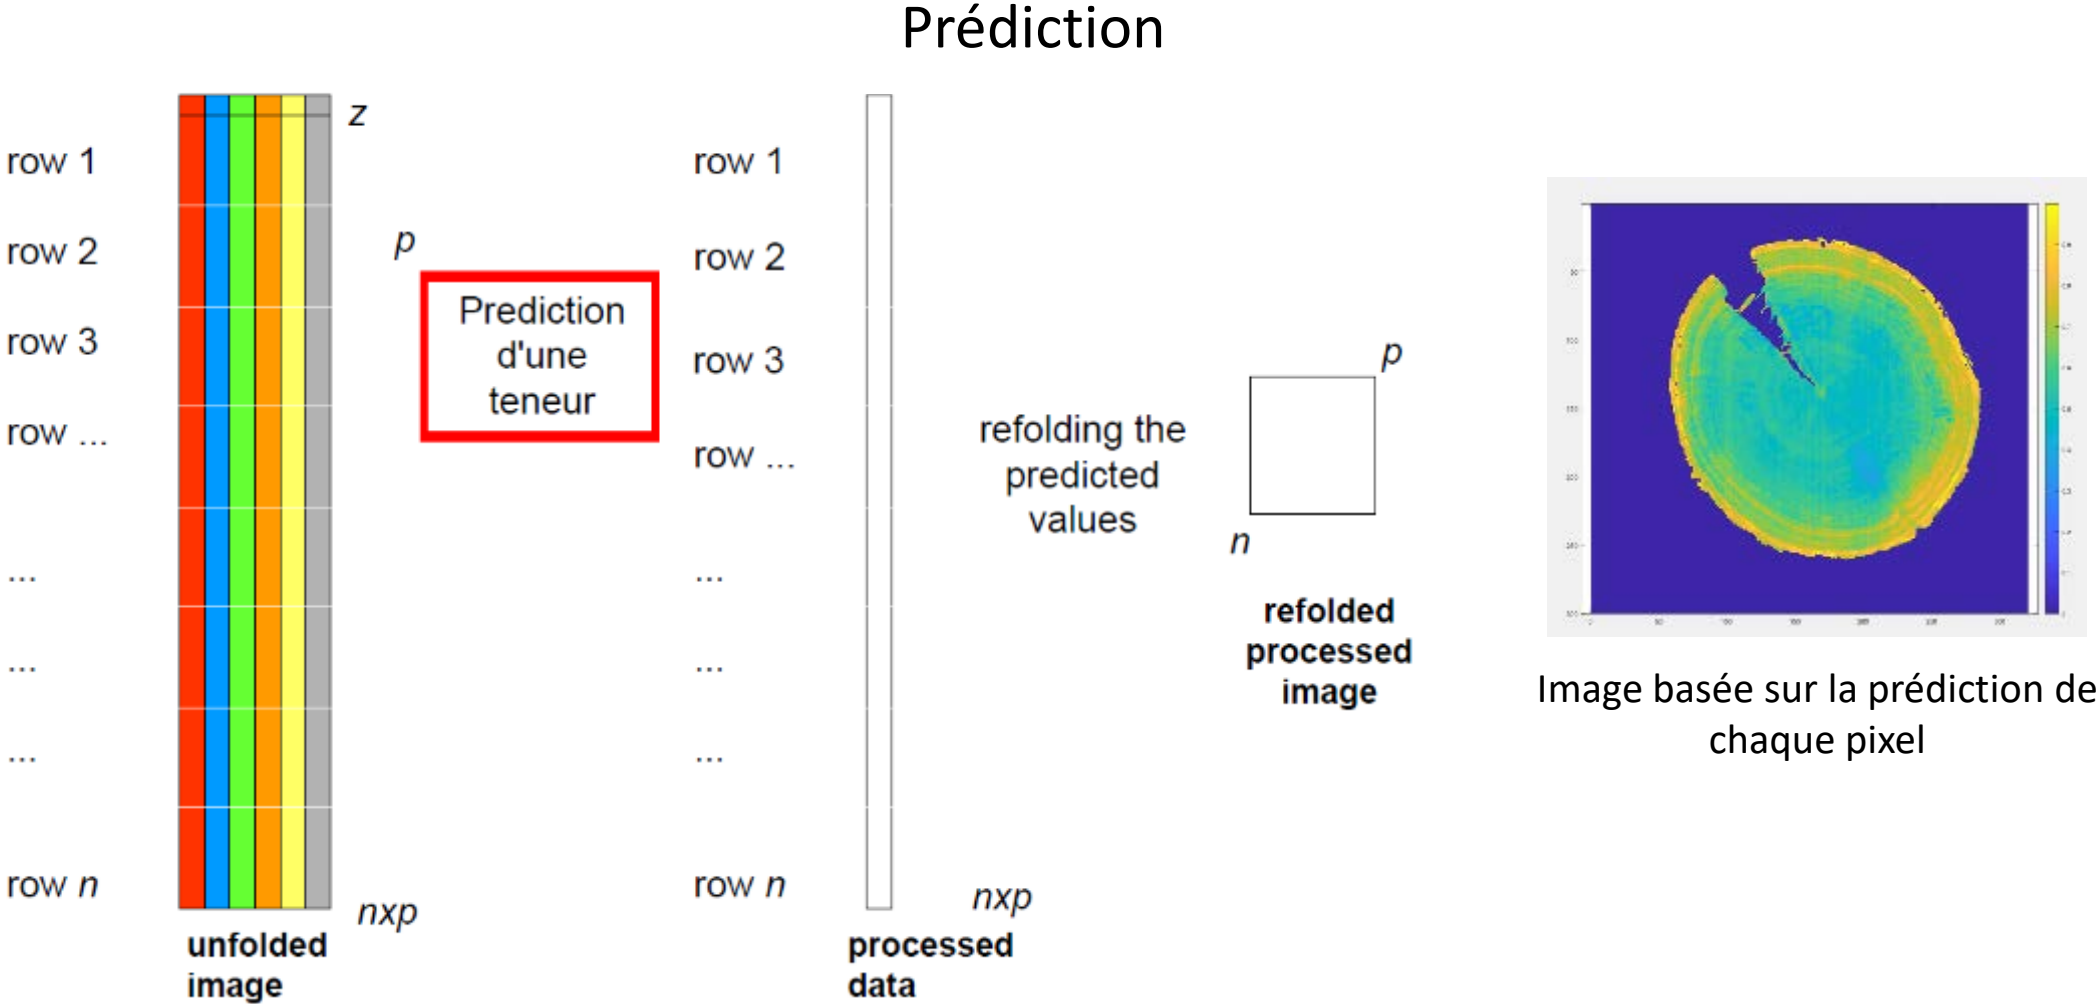 Prédiction
z
row 1
row 2
row 3
row ...
...
...
...
row n
p
nxp
unfolded
image
Prediction
d'une
teneur
row 1
row 2
row 3
row ...
...
...
...
row n
nxp
processed
data
refolding the
predicted
values
p
n
refolded
processed
image
Image basée sur la prédiction de
chaque pixel